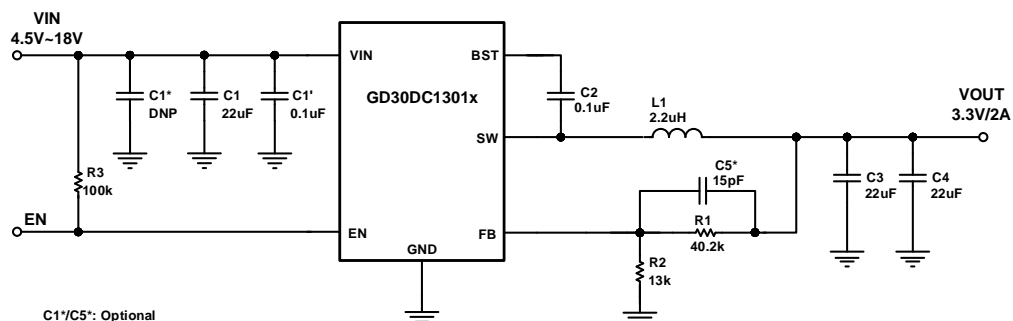 VIN
4.5V~18V
VIN
BST
C1*
DNP
C1
22uF
C1'
0.1uF
GD30DC1301x
C2
0.1uF
L1
2.2uH
VOUT
3.3V/2A
SW
R3
100k
C5*
15pF
C3
22uF
C4
22uF
EN
EN
FB
R1
40.2k
GND
R2
13k
C1*/C5*: Optional